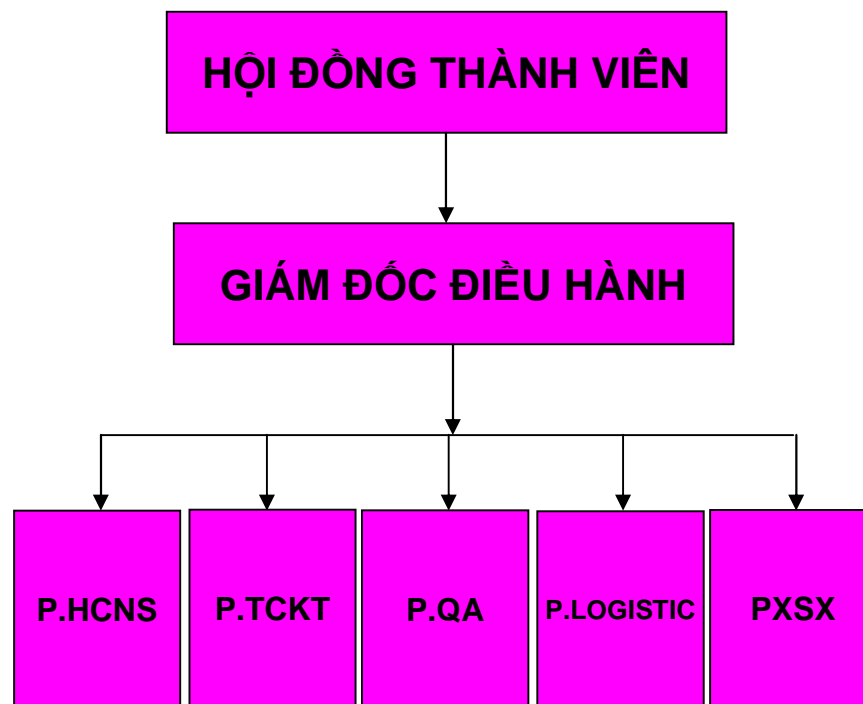 HỘI ĐỒNG THÀNH VIÊN
GIÁM ĐỐC ĐIỀU HÀNH
P.HCNS
P.TCKT
P.QA
P.LOGISTIC
PXSX